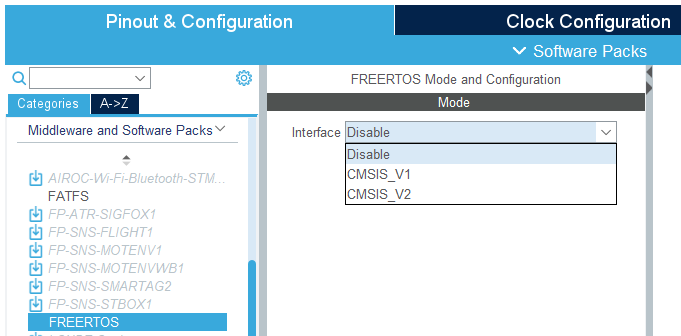 Pinout & Configuration
Clock Configuration
Software Packs
Categories
A->Z
Middleware and Software Packs
AIROC-Wi-Fi-Bluetooth-STM...
FATFS
FP-ATR-SIGFOX1
FP-SNS-FLIGHT1
FP-SNS-MOTENV1
FP-SNS-MOTENVWB1
FP-SNS-SMARTAG2
FP-SNS-STBOX1
FREERTOS
FREERTOS Mode and Configuration
Mode
Interface Disable
Disable
CMSIS_V1
CMSIS_V2